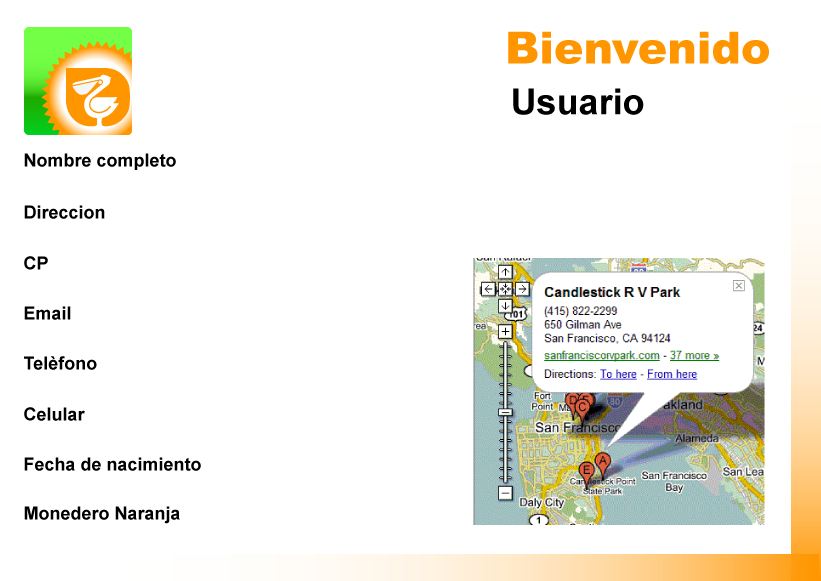 Bienvenido
Usuario
Nombre completo
Direccion
CP
Email
Telèfono
Celular
Fecha de nacimiento
Monedero Naranja
Candlestick R V Park
(415) 822-2299
650 Gilman Ave
San Francisco, CA 94124
sanfranciscorvpark.com - 37 more »
Directions: To here - From here
101
24
Fort
Point
D
C
Oakland
San Francisco
Alameda
A
E
Candlestick Point
State Park
San Francisco
Bay
San Lea
Daly City
1